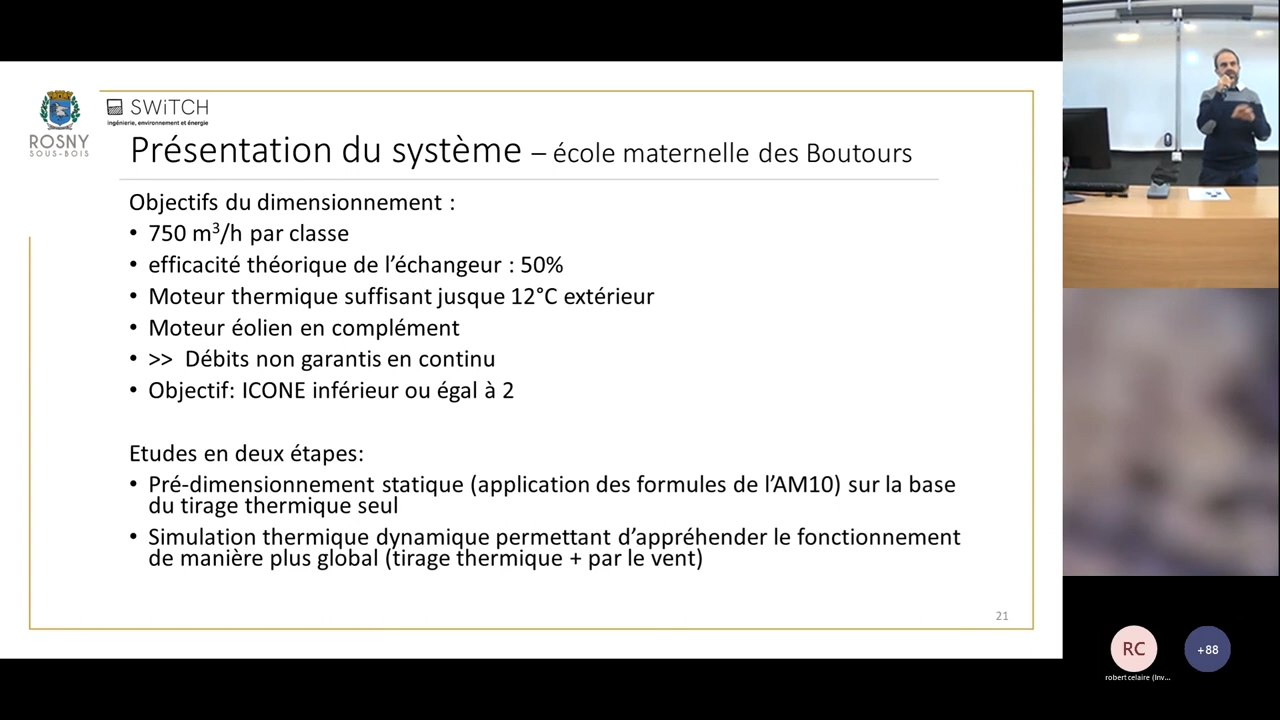 ROSNY
SOUS-BOIS
SWiTCH
ingénierie, environnement et énergie
Présentation du système – école maternelle des Boutours
Objectifs du dimensionnement :
• 750 m³/h par classe
• efficacité théorique de l’échangeur : 50%
• Moteur thermique suffisant jusque 12°C extérieur
• Moteur éolien en complément
• >> Débits non garantis en continu
• Objectif: ICONE inférieur ou égal à 2
Etudes en deux étapes:
• Pré-dimensionnement statique (application des formules de l’AM10) sur la base
du tirage thermique seul
• Simulation thermique dynamique permettant d’appréhender le fonctionnement
de manière plus global (tirage thermique + par le vent)
21
RC
+88
robert celaire (Inv...